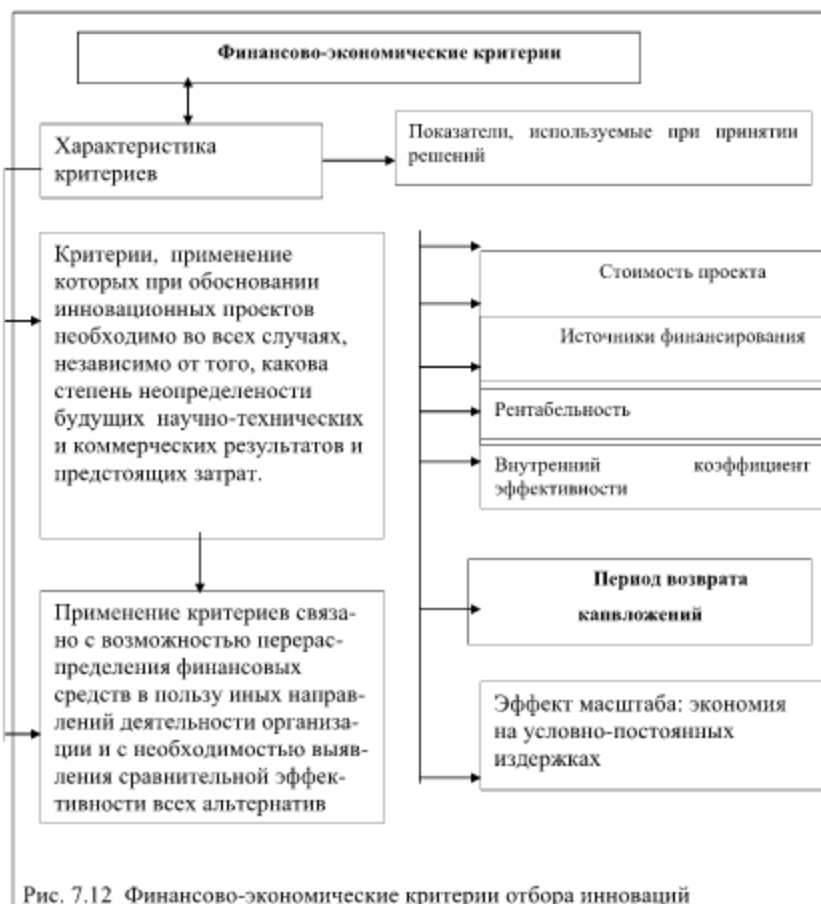 Финансово-экономические критерии
Характеристика
критериев
Показатели, используемые при принятии
решений
Критерии, применение
которых при обосновании
инновационных проектов
необходимо во всех случаях,
независимо от того, какова
степень неопределености
будущих научно-технических
и коммерческих результатов и
предстоящих затрат.
Применение критериев связа-
но с возможностью перерас-
пределения финансовых
средств в пользу иных направ-
лений деятельности организа-
ции и с необходимостью выяв-
ления сравнительной эффек-
тивности всех альтернатив
Стоимость проекта
Источники финансирования
Рентабельность
Внутренний коэффициент
эффективности
Период возврата
капвложений
Эффект масштаба: экономия
на условно-постоянных
издержках
Рис. 7.12 Финансово-экономические критерии отбора инноваций